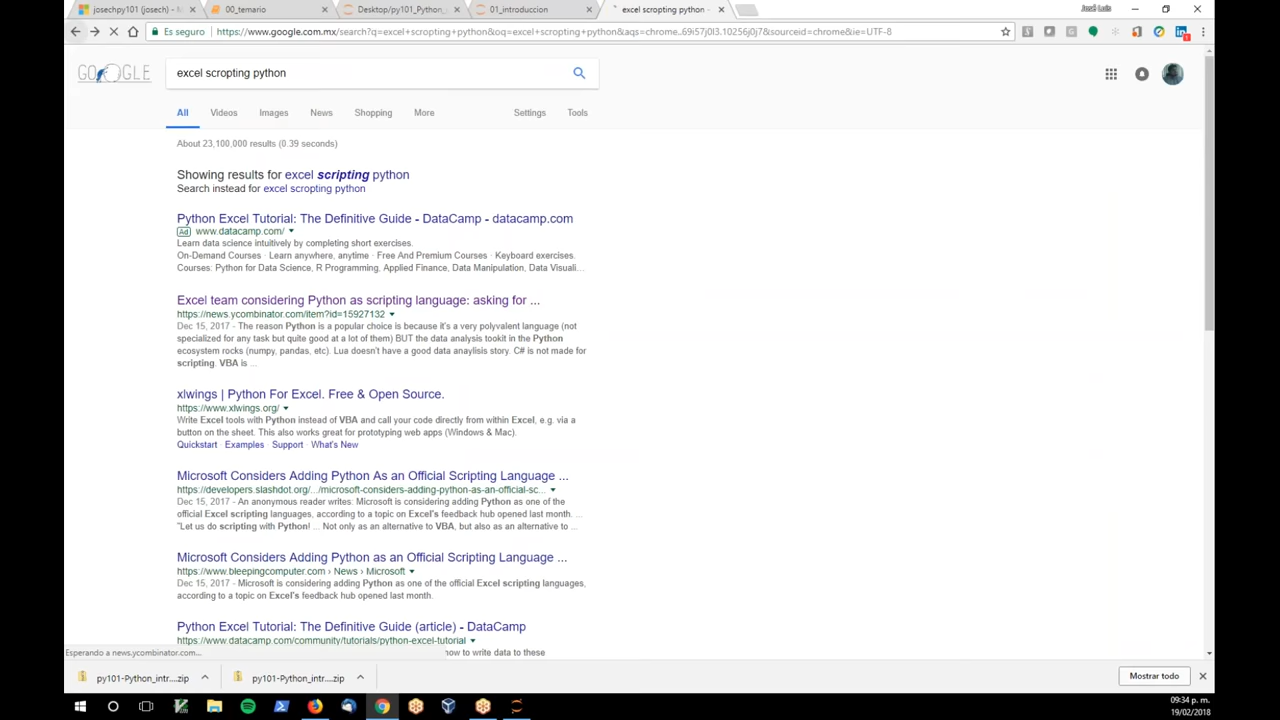 josechpy101 (josech) - M
00_temario
Desktop/py101_Python_
01_introduccion
excel scropting python -
José Luis
Es seguro
https://www.google.com.mx/search?q=excel+scropting+python&oq=excel+scropting+python&aqs=chrome..69i57j0l3.10256j0j7&sourceid=chrome&ie=UTF-8
GOOGLE
excel scropting python
All Videos Images News Shopping More Settings Tools
About 23,100,000 results (0.39 seconds)
Showing results for excel scripting python
Search instead for excel scropting python
Python Excel Tutorial: The Definitive Guide - DataCamp - datacamp.com
Ad www.datacamp.com/
Learn data science intuitively by completing short exercises.
On-Demand Courses · Learn anywhere, anytime · Free And Premium Courses · Keyboard exercises.
Courses: Python for Data Science, R Programming, Applied Finance, Data Manipulation, Data Visuali...
Excel team considering Python as scripting language: asking for ...
https://news.ycombinator.com/item?id=15927132
Dec 15, 2017 - The reason Python is a popular choice is because it's a very polyvalent language (not
specialized for any task but quite good at a lot of them) BUT the data analysis tookit in the Python
ecosystem rocks (numpy, pandas, etc). Lua doesn't have a good data anaylisis story. C# is not made for
scripting. VBA is ...
xlwings | Python For Excel. Free & Open Source.
https://www.xlwings.org/
Write Excel tools with Python instead of VBA and call your code directly from within Excel, e.g. via a
button on the sheet. This also works great for prototyping web apps (Windows & Mac).
Quickstart · Examples · Support · What's New
Microsoft Considers Adding Python As an Official Scripting Language ...
https://developers.slashdot.org/.../microsoft-considers-adding-python-as-an-official-sc...
Dec 15, 2017 - An anonymous reader writes: Microsoft is considering adding Python as one of the
official Excel scripting languages, according to a topic on Excel's feedback hub opened last month. ...
"Let us do scripting with Python! ... Not only as an alternative to VBA, but also as an alternative to ...
Microsoft Considers Adding Python as an Official Scripting Language ...
https://www.bleepingcomputer.com › News › Microsoft
Dec 15, 2017 - Microsoft is considering adding Python as one of the official Excel scripting languages,
according to a topic on Excel's feedback hub opened last month.
Python Excel Tutorial: The Definitive Guide (article) - DataCamp
https://www.datacamp.com/community/tutorials/python-excel-tutorial
Esperando a news.ycombinator.com...
how to write data to these
py101-Python_intr....zip
py101-Python_intr....zip
Mostrar todo
09:34 p. m.
19/02/2018